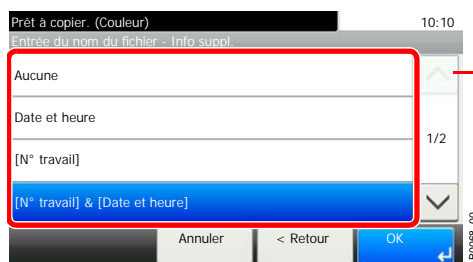 Prêt à copier. (Couleur) 10:10
Entrée du nom du fichier - Info suppl.
Aucune
Date et heure
1/2
[N° travail]
[N° travail] & [Date et heure]
Annuler < Retour OK